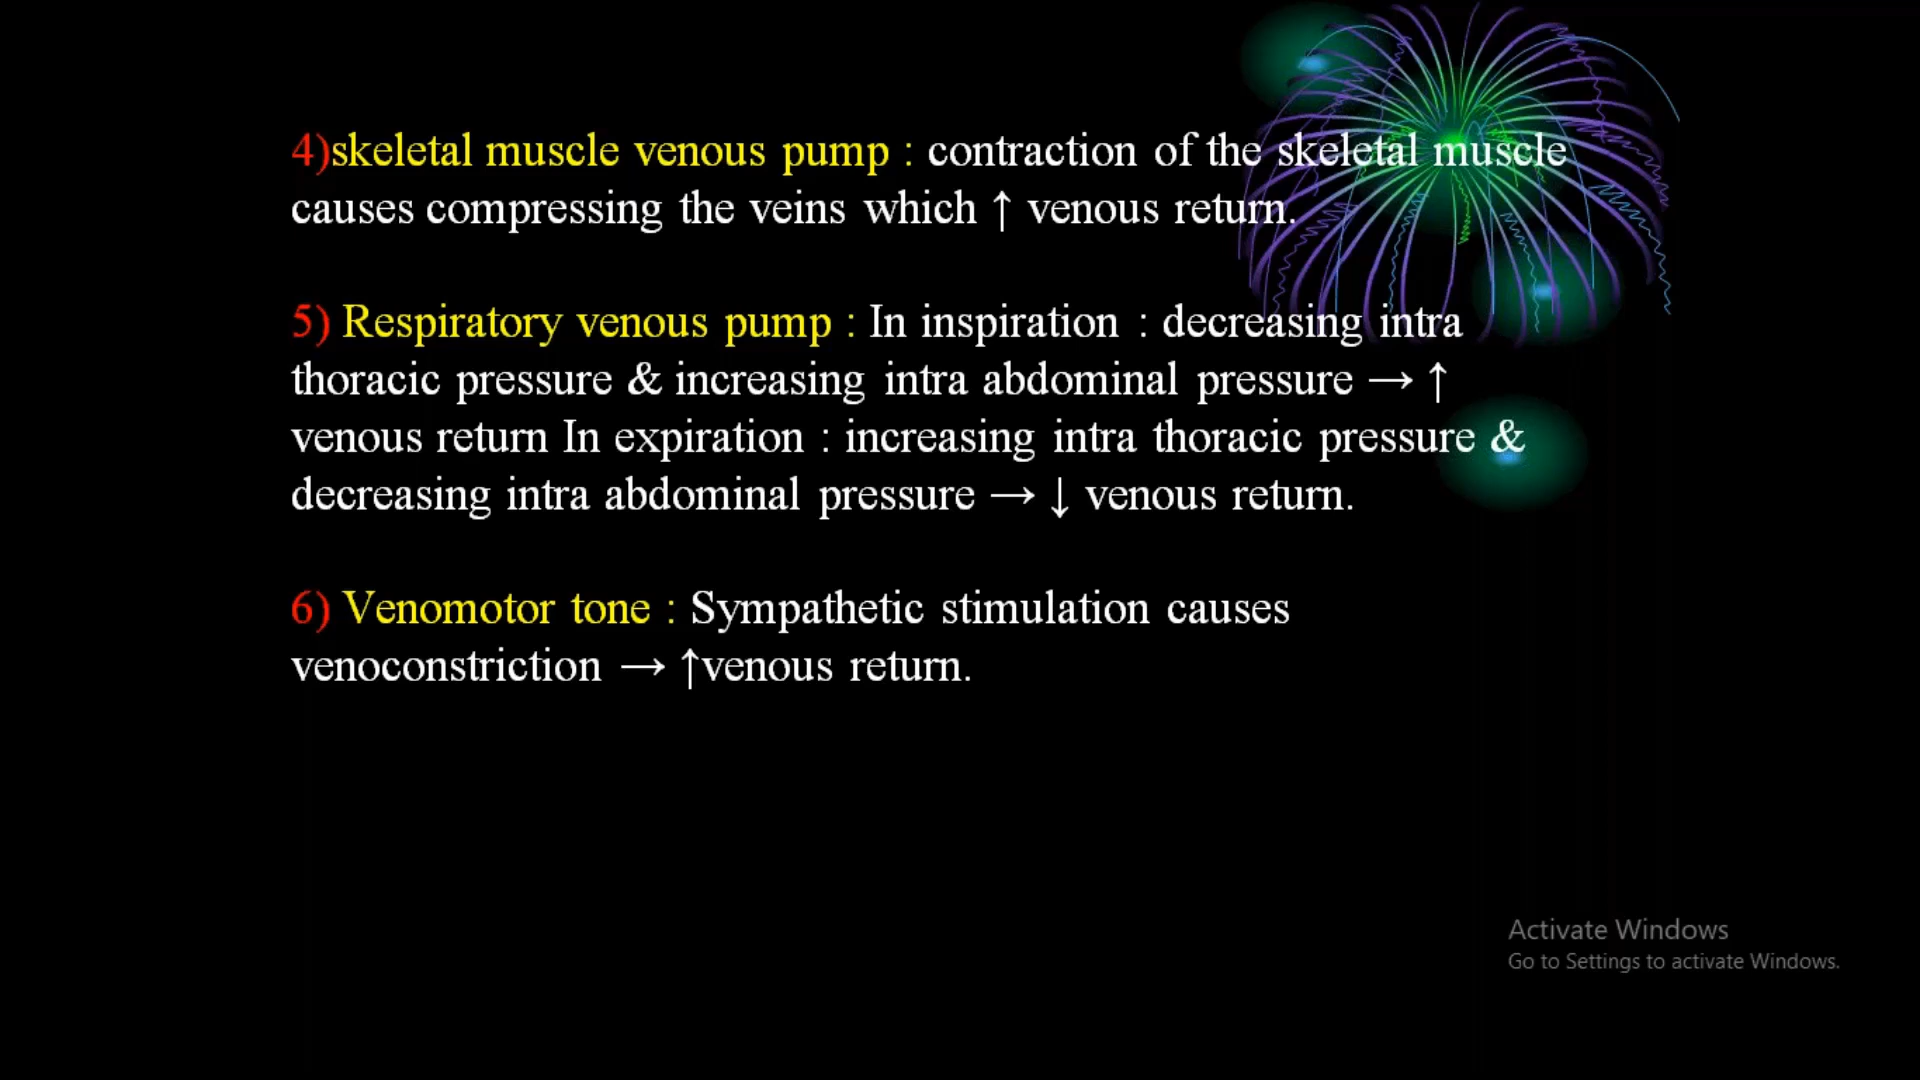 4)skeletal muscle venous pump : contraction of the skeletal muscle
causes compressing the veins which ↑ venous return.
5) Respiratory venous pump : In inspiration : decreasing intra
thoracic pressure & increasing intra abdominal pressure → ↑
venous return In expiration : increasing intra thoracic pressure &
decreasing intra abdominal pressure → ↓ venous return.
6) Venomotor tone : Sympathetic stimulation causes
venoconstriction → ↑venous return.
Activate Windows
Go to Settings to activate Windows.